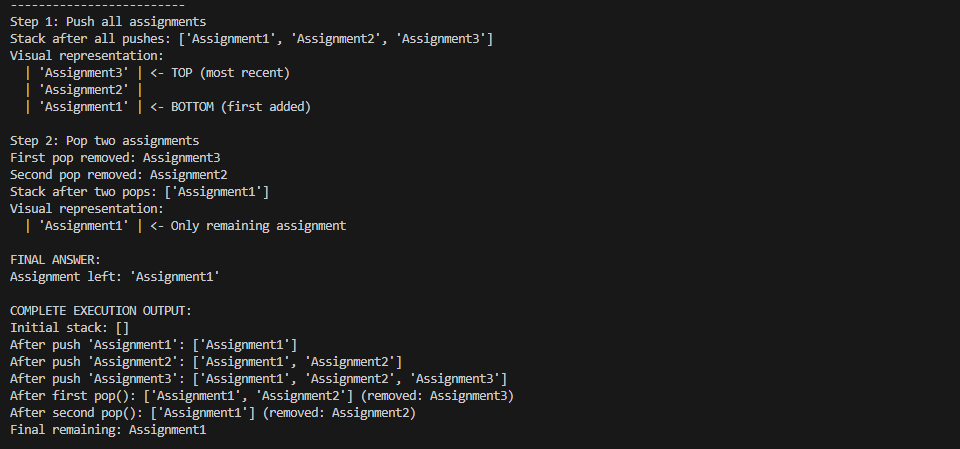 -------------------------
Step 1: Push all assignments
Stack after all pushes: ['Assignment1', 'Assignment2', 'Assignment3']
Visual representation:
  | 'Assignment3' | <- TOP (most recent)
  | 'Assignment2' |
  | 'Assignment1' | <- BOTTOM (first added)

Step 2: Pop two assignments
First pop removed: Assignment3
Second pop removed: Assignment2
Stack after two pops: ['Assignment1']
Visual representation:
  | 'Assignment1' | <- Only remaining assignment

FINAL ANSWER:
Assignment left: 'Assignment1'

COMPLETE EXECUTION OUTPUT:
Initial stack: []
After push 'Assignment1': ['Assignment1']
After push 'Assignment2': ['Assignment1', 'Assignment2']
After push 'Assignment3': ['Assignment1', 'Assignment2', 'Assignment3']
After first pop(): ['Assignment1', 'Assignment2'] (removed: Assignment3)
After second pop(): ['Assignment1'] (removed: Assignment2)
Final remaining: Assignment1